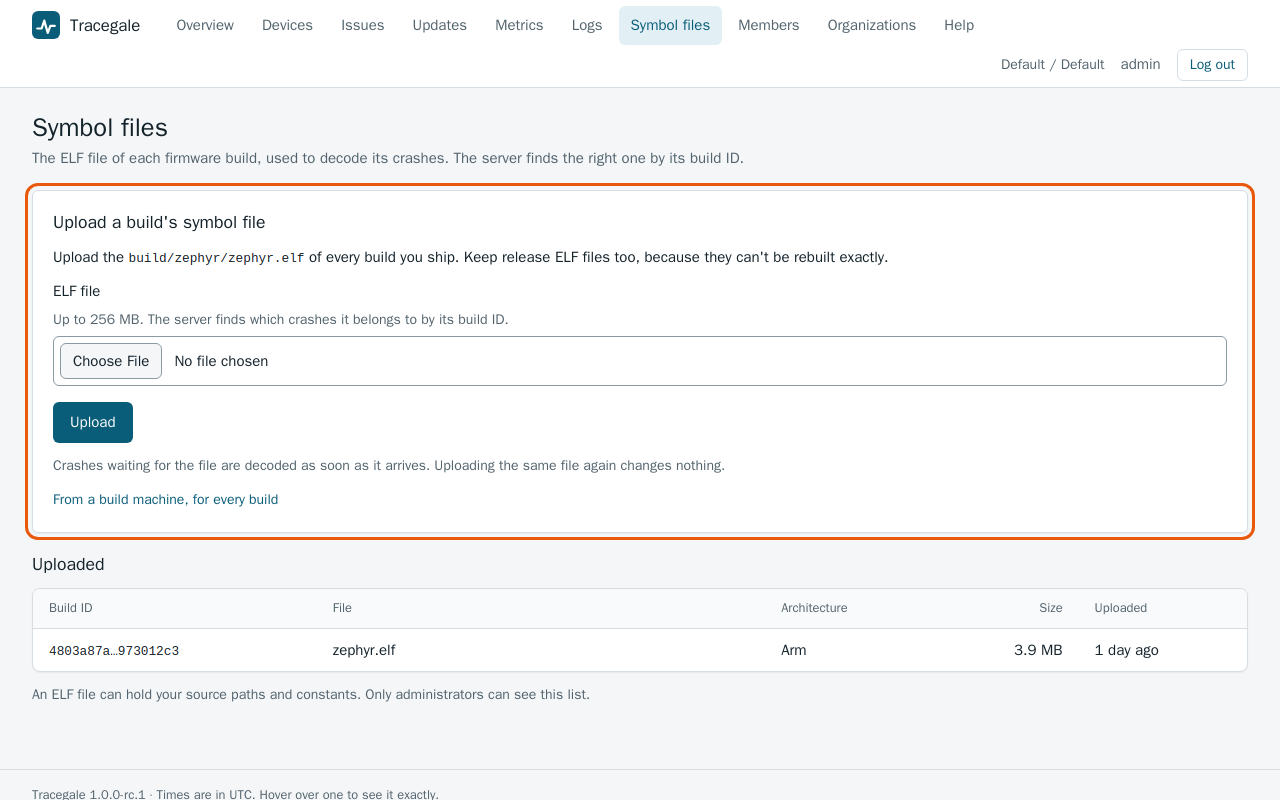 Tracegale
Overview
Devices
Issues
Updates
Metrics
Logs
Symbol files
Members
Organizations
Help
Default / Default
admin
Log out
Symbol files
The ELF file of each firmware build, used to decode its crashes. The server finds the right one by its build ID.
Upload a build's symbol file
Upload the build/zephyr/zephyr.elf of every build you ship. Keep release ELF files too, because they can't be rebuilt exactly.
ELF file
Up to 256 MB. The server finds which crashes it belongs to by its build ID.
Choose File No file chosen
Upload
Crashes waiting for the file are decoded as soon as it arrives. Uploading the same file again changes nothing.
From a build machine, for every build
Uploaded
Build ID File Architecture Size Uploaded
4803a87a…973012c3 zephyr.elf Arm 3.9 MB 1 day ago
An ELF file can hold your source paths and constants. Only administrators can see this list.
Tracegale 1.0.0-rc.1 · Times are in UTC. Hover over one to see it exactly.